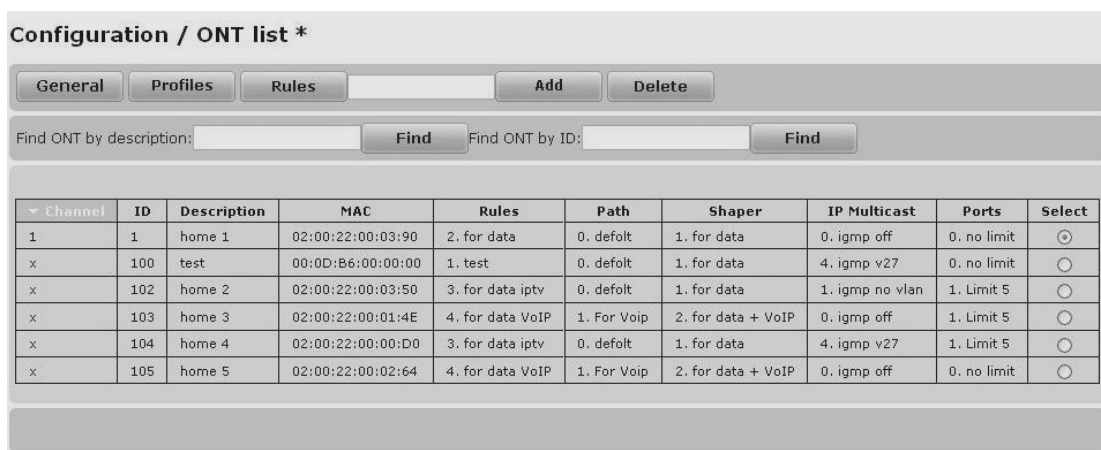 Configuration / ONT list *
General Profiles Rules Add Delete
Find ONT by description: Find Find ONT by ID: Find
Channel ID Description MAC Rules Path Shaper IP Multicast Ports Select
1 1 home 1 02:00:22:00:03:90 2. for data 0. defolt 1. for data 0. igmp off 0. no limit
x 100 test 00:0D:B6:00:00:00 1. test 0. defolt 1. for data 4. igmp v27 0. no limit
x 102 home 2 02:00:22:00:03:50 3. for data iptv 0. defolt 1. for data 1. igmp no vlan 1. Limit 5
x 103 home 3 02:00:22:00:01:4E 4. for data VoIP 1. For Voip 2. for data + VoIP 0. igmp off 1. Limit 5
x 104 home 4 02:00:22:00:00:D0 3. for data iptv 0. defolt 1. for data 4. igmp v27 1. Limit 5
x 105 home 5 02:00:22:00:02:64 4. for data VoIP 1. For Voip 2. for data + VoIP 0. igmp off 0. no limit